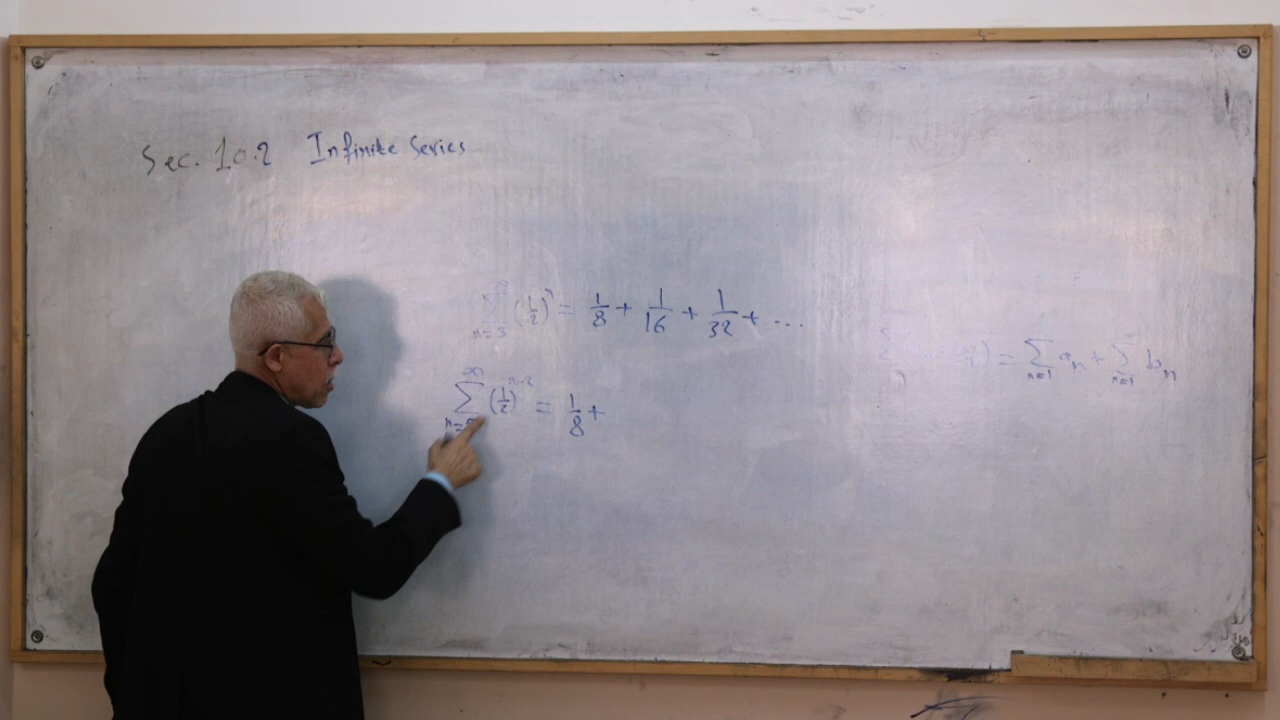 Sec. 10.2 Infinite Series
∞ ∑ n=3 (1/2)^n = 1/8 + 1/16 + 1/32 + ...
∞ ∑ n= (1/2)^n-2 = 1/8 +
) = ∑ n=1 a_n + ∑ n=1 b_n